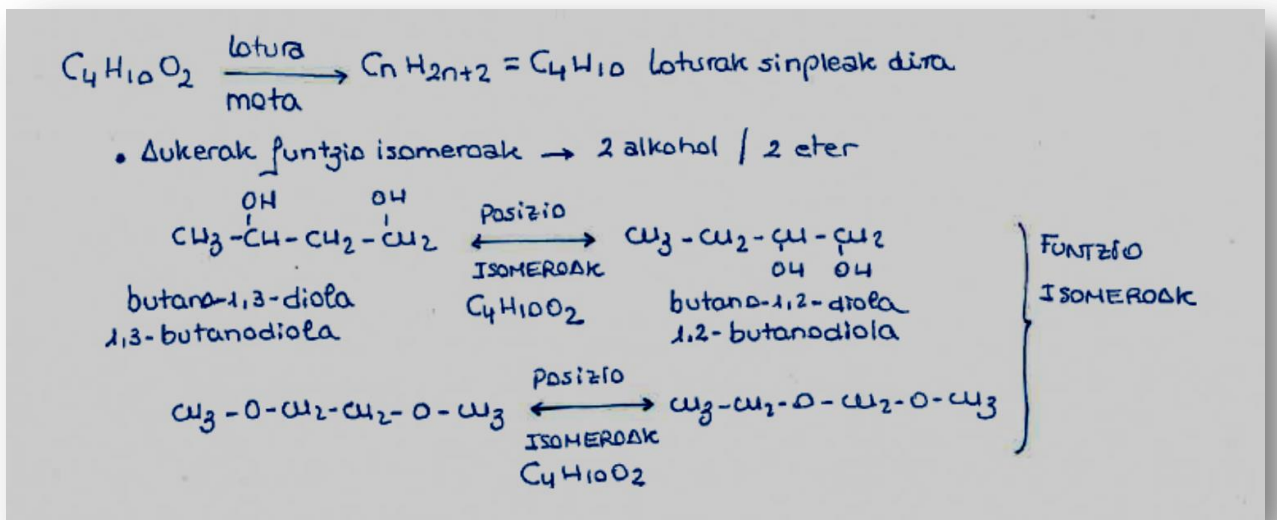 lotura
C4H10O2 → CnH2n+2 = C4H10 loturak sinpleak dira
mota
• Aukerak funtzio isomeroak → 2 alkohol / 2 eter
OH OH
CH3-CH-CH2-CH2 ↔ CH3-CH2-CH-CH2
Posizio
ISOMEROAK
OH OH
C4H10O2
butano-1,3-diola
1,3-butanodiola
butano-1,2-diola
1.2-butanodiola
FUNTZIO
ISOMEROAK
Posizio
CH3-O-CH2-CH2-O-CH3 ↔ CH3-CH2-O-CH2-O-CH3
ISOMEROAK
C4H10O2